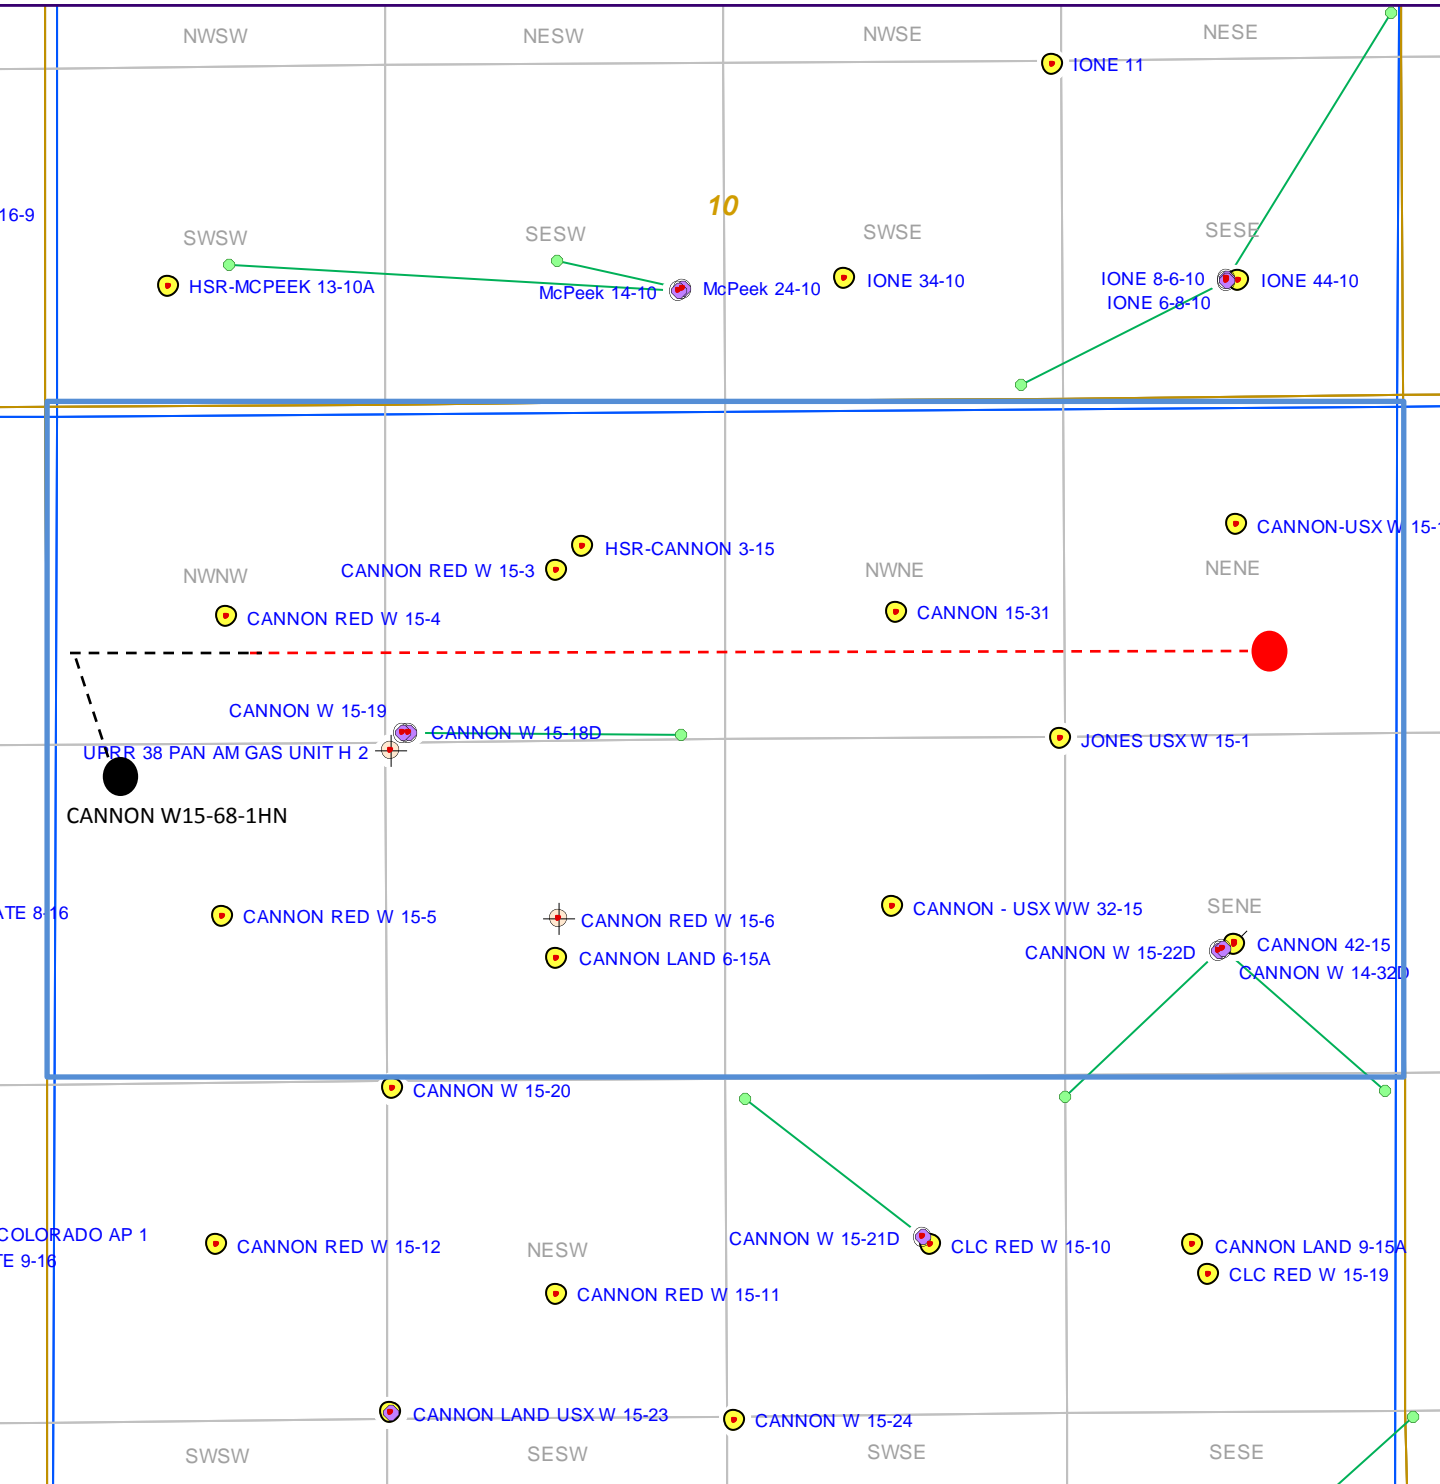 NWSW
NESW
NWSE
NESE
IONE 11
10
16-9
SWSW
SESW
SWSE
SESE
HSR-MCPEEK 13-10A
McPeek 14-10
McPeek 24-10
IONE 34-10
IONE 8-6-10
IONE 44-10
IONE 6-8-10
CANNON-USX W 15-1
HSR-CANNON 3-15
CANNON RED W 15-3
NWNW
NWNE
NENE
CANNON RED W 15-4
CANNON 15-31
CANNON W 15-19
CANNON W 15-18D
UPRR 38 PAN AM GAS UNIT H 2
JONES USX W 15-1
CANNON W15-68-1HN
ATE 8-16
CANNON RED W 15-5
CANNON RED W 15-6
CANNON - USX WW 32-15
SENE
CANNON LAND 6-15A
CANNON W 15-22D
CANNON 42-15
CANNON W 14-32D
CANNON W 15-20
COLORADO AP 1
TE 9-16
CANNON RED W 15-12
NESW
CANNON W 15-21D
CLC RED W 15-10
CANNON LAND 9-15A
CLC RED W 15-19
CANNON RED W 15-11
CANNON LAND USX W 15-23
CANNON W 15-24
SWSW
SESW
SWSE
SESE